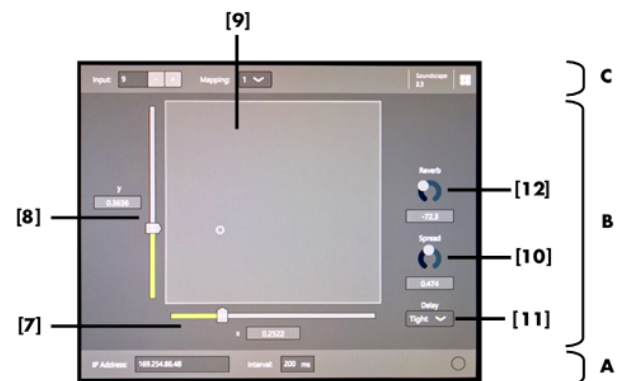 [9]
Input: 9 - + Mapping: 1 Soundscape 2.3
C
Reverb
[12]
-72.3
y
0.3636
[8]
B
Spread
[10]
0.474
Delay
Tight
[11]
[7]
x 0.2522
IP Address: 169.254.86.48 Interval: 200 ms
A